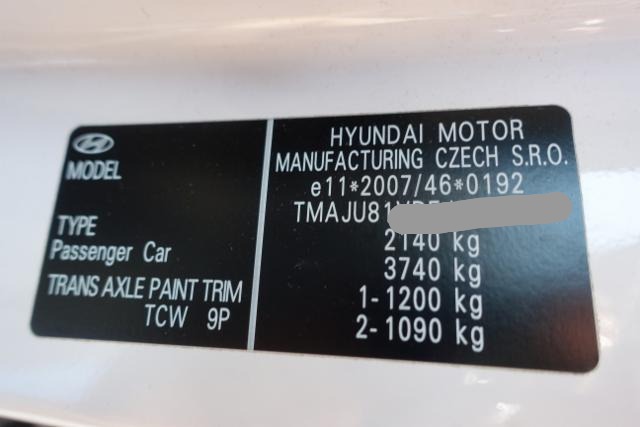 MODEL
TYPE
Passenger Car
TRANS AXLE PAINT TRIM
TCW 9P
HYUNDAI MOTOR
MANUFACTURING CZECH S.R.O.
e11*2007/46*0192
TMAJU81
2140 kg
3740 kg
1-1200 kg
2-1090 kg